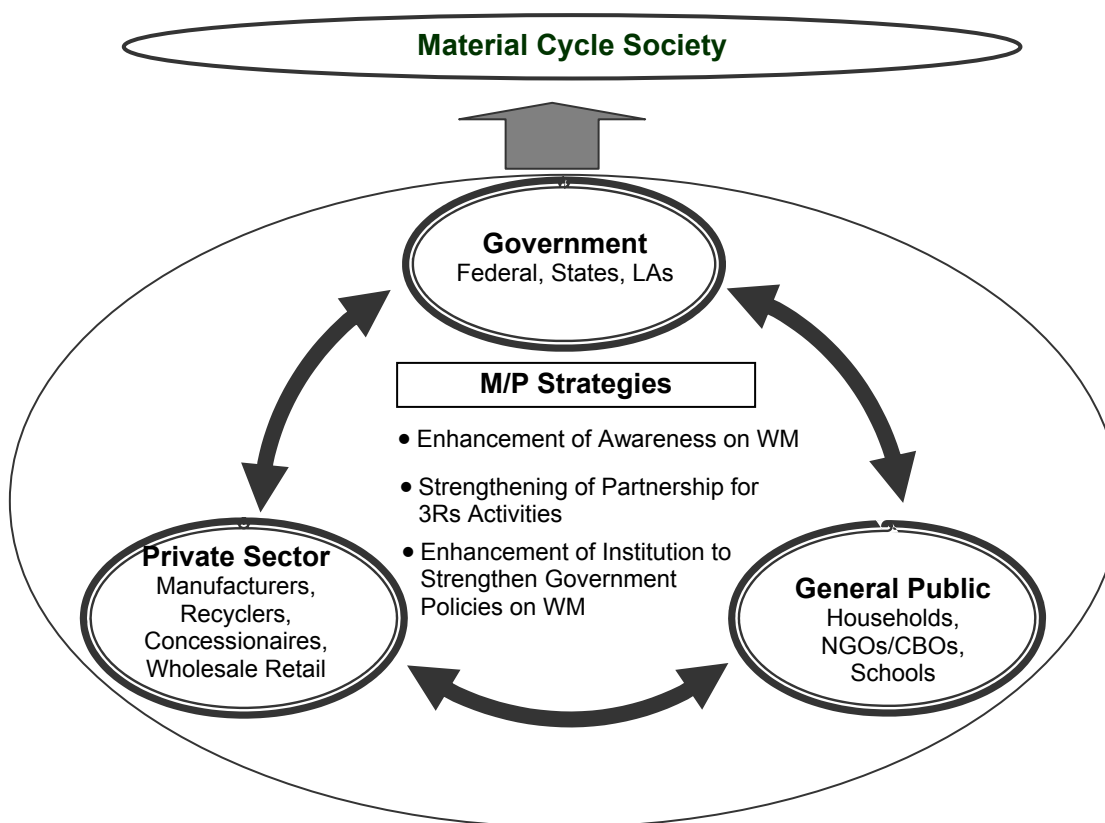 Material Cycle Society
Government
Federal, States, LAs
M/P Strategies
• Enhancement of Awareness on WM
• Strengthening of Partnership for
3Rs Activities
• Enhancement of Institution to
Strengthen Government
Policies on WM
Private Sector
Manufacturers,
Recyclers,
Concessionaires,
Wholesale Retail
General Public
Households,
NGOs/CBOs,
Schools